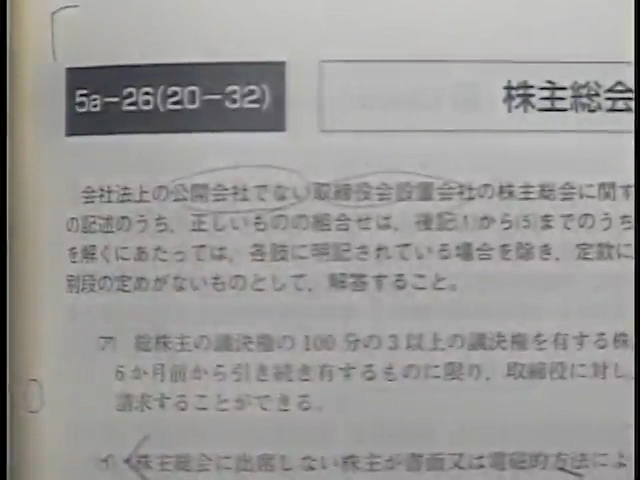 5a−26(20−32)
株主総会
会社法上の公開会社でない取締役会設置会社の株主総会に関す
の記述のうち、正しいものの組合せは、後記(1)から(5)までのうち
を解くにあたっては、各肢に明記されている場合を除き、定款に
別段の定めがないものとして、解答すること。
ア 総株主の議決権の100分の3以上の議決権を有する株
6か月前から引き続き有するものに限り、取締役に対し
請求することができる。
イ 株主総会に出席しない株主が書面又は電磁的方法によ